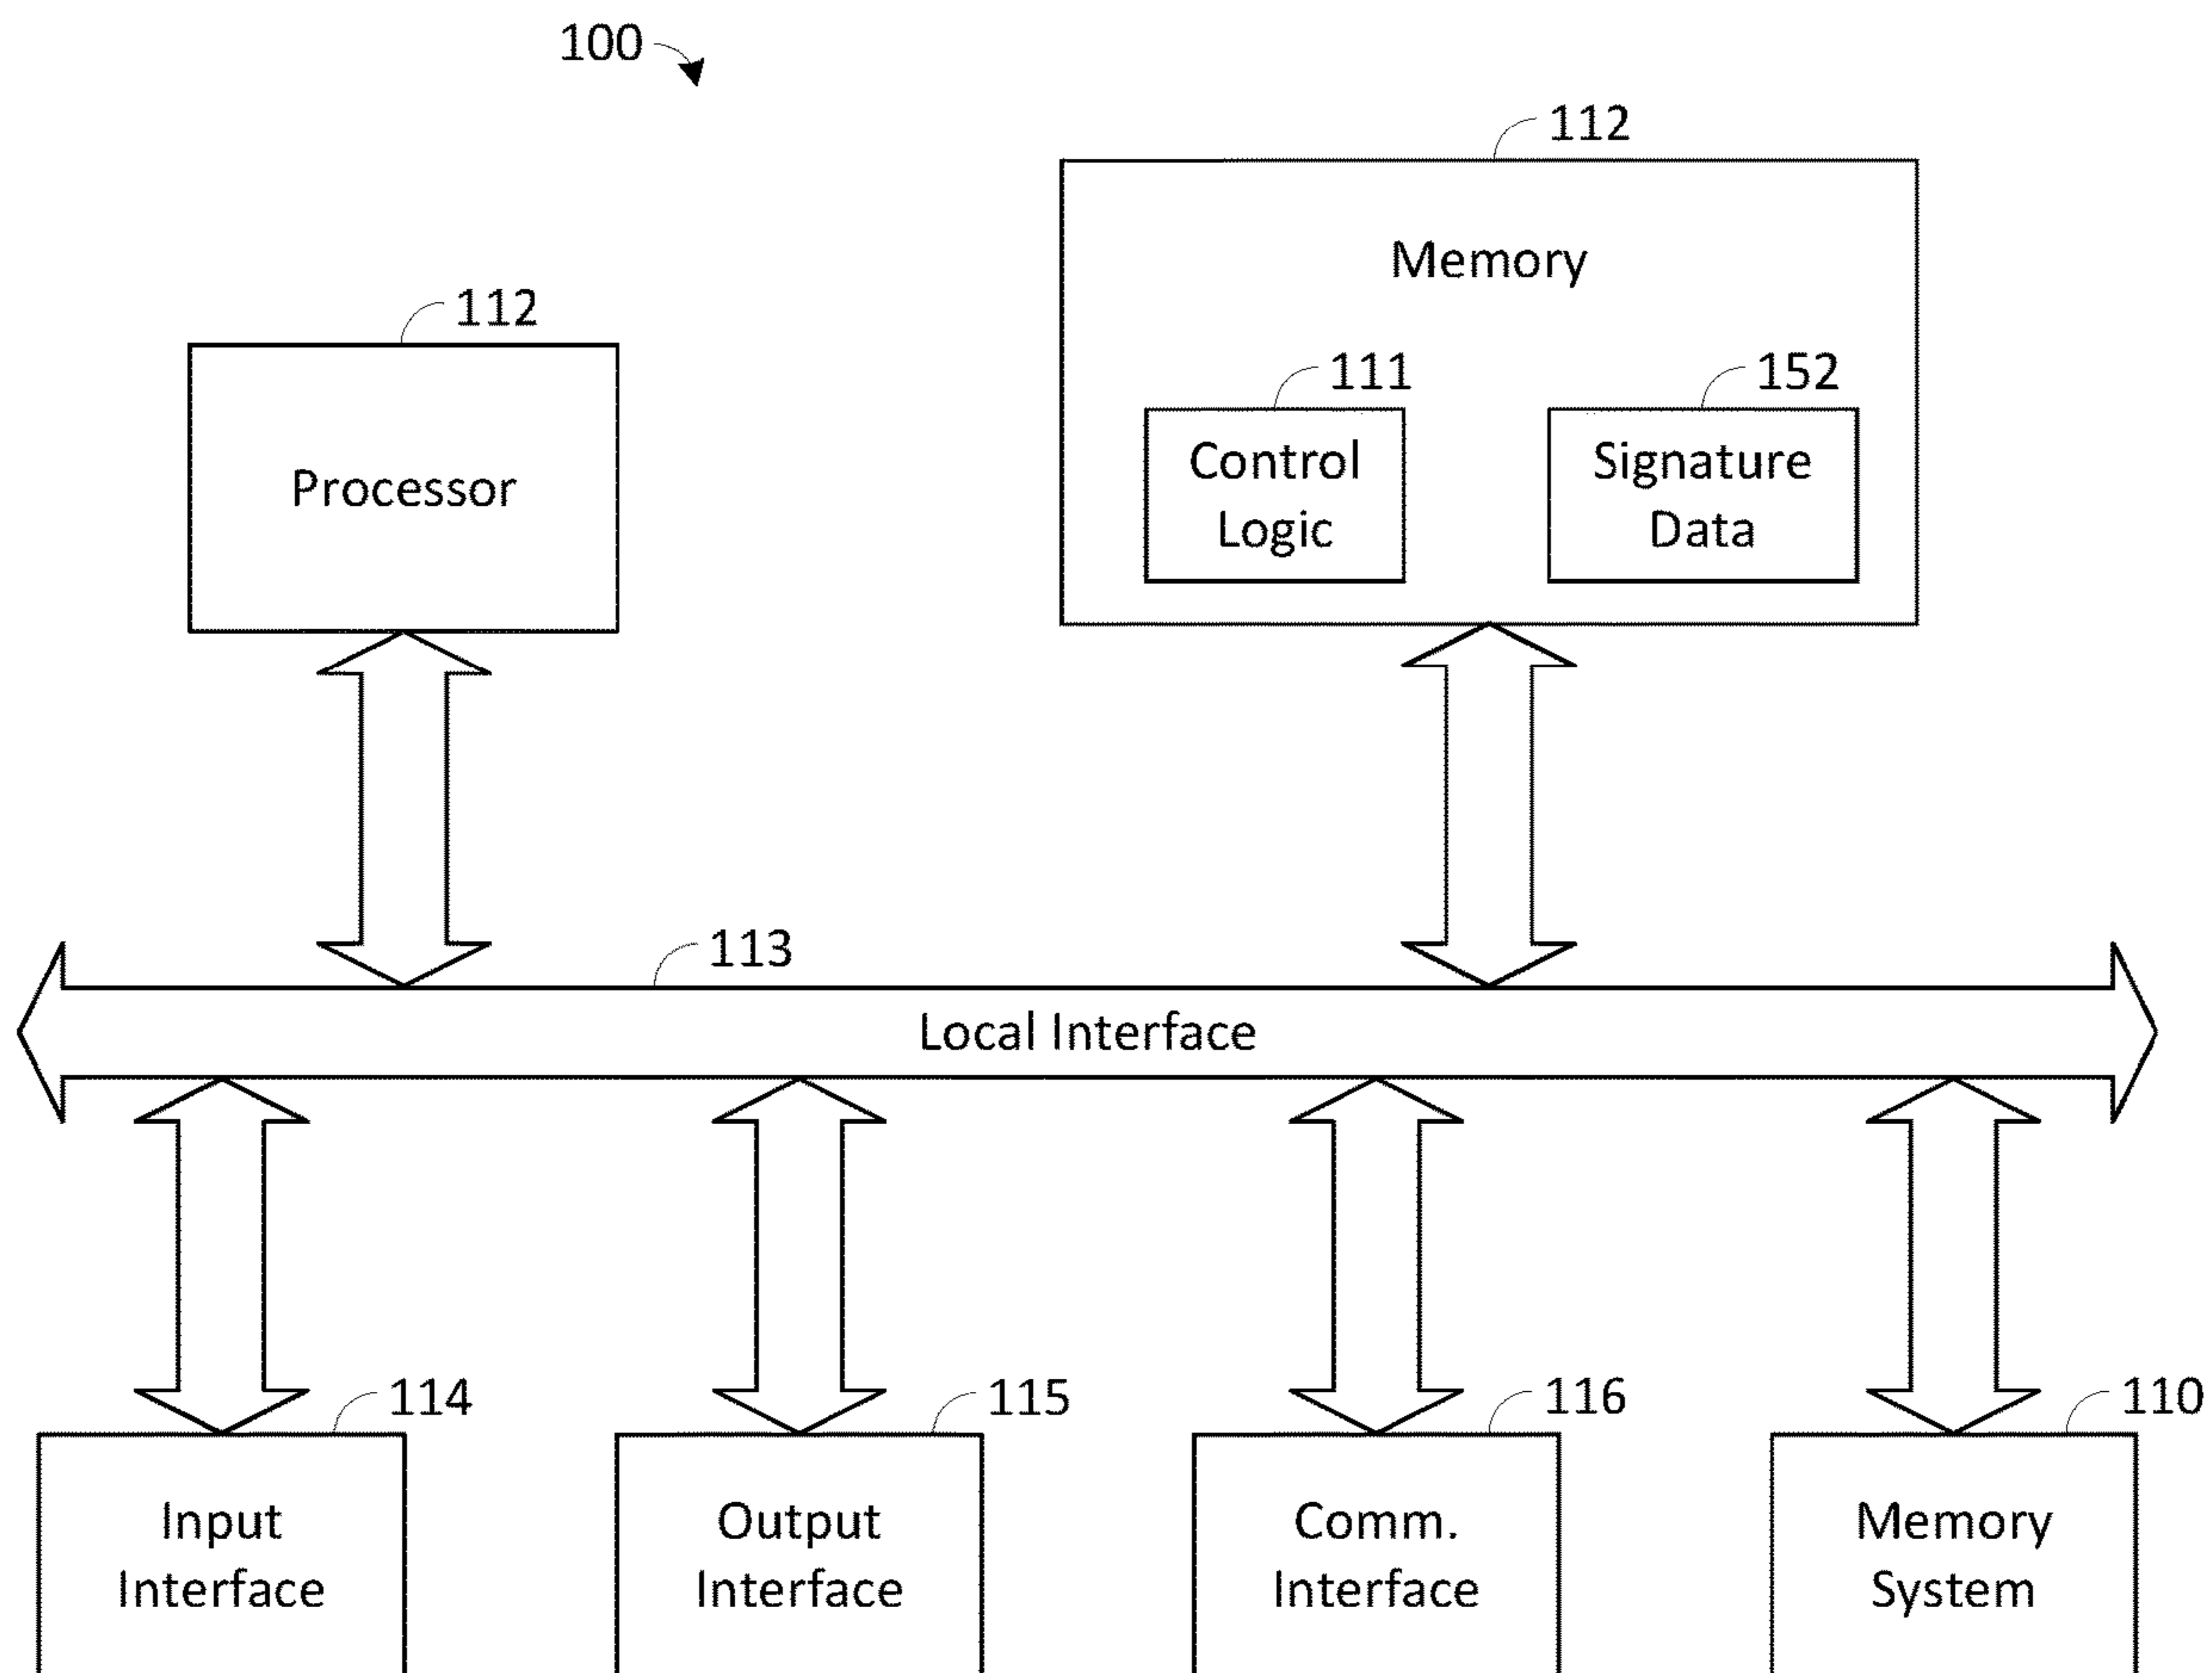 100
112
Memory
112
111
152
Processor
Control
Logic
Signature
Data
113
Local Interface
114
115
116
110
Input
Interface
Output
Interface
Comm.
Interface
Memory
System